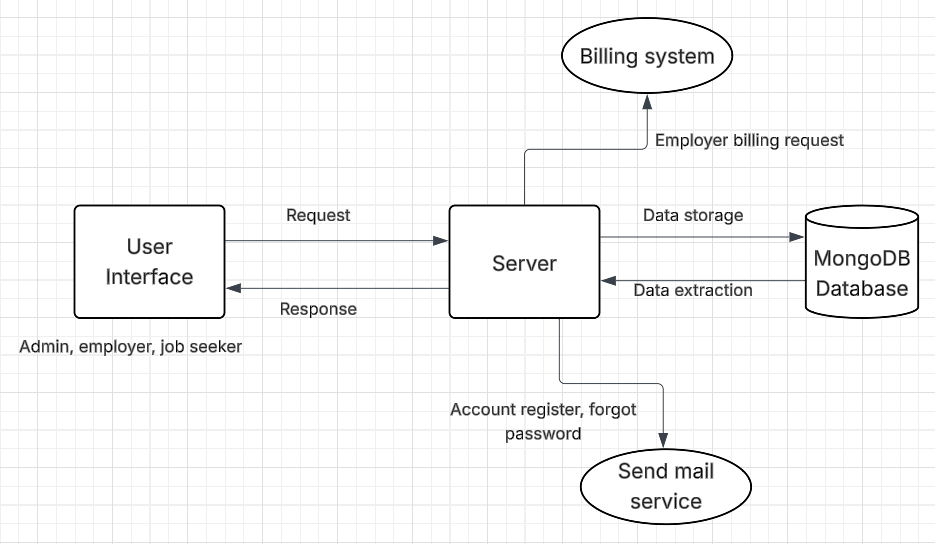 Billing system
Employer billing request
Request
Data storage
User
Interface
Server
MongoDB
Database
Data extraction
Response
Admin, employer, job seeker
Account register, forgot
password
Send mail
service